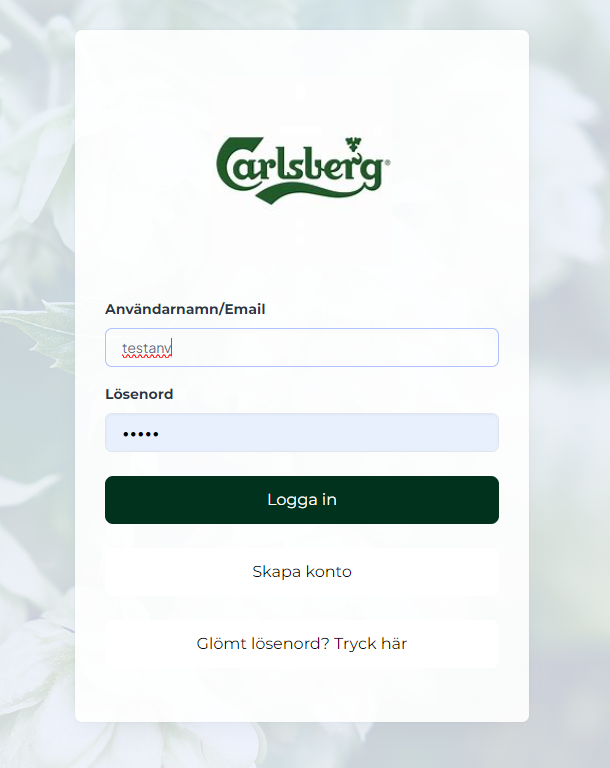 Carlsberg®
Användarnamn/Email
testanv
Lösenord
•••••
Logga in
Skapa konto
Glömt lösenord? Tryck här